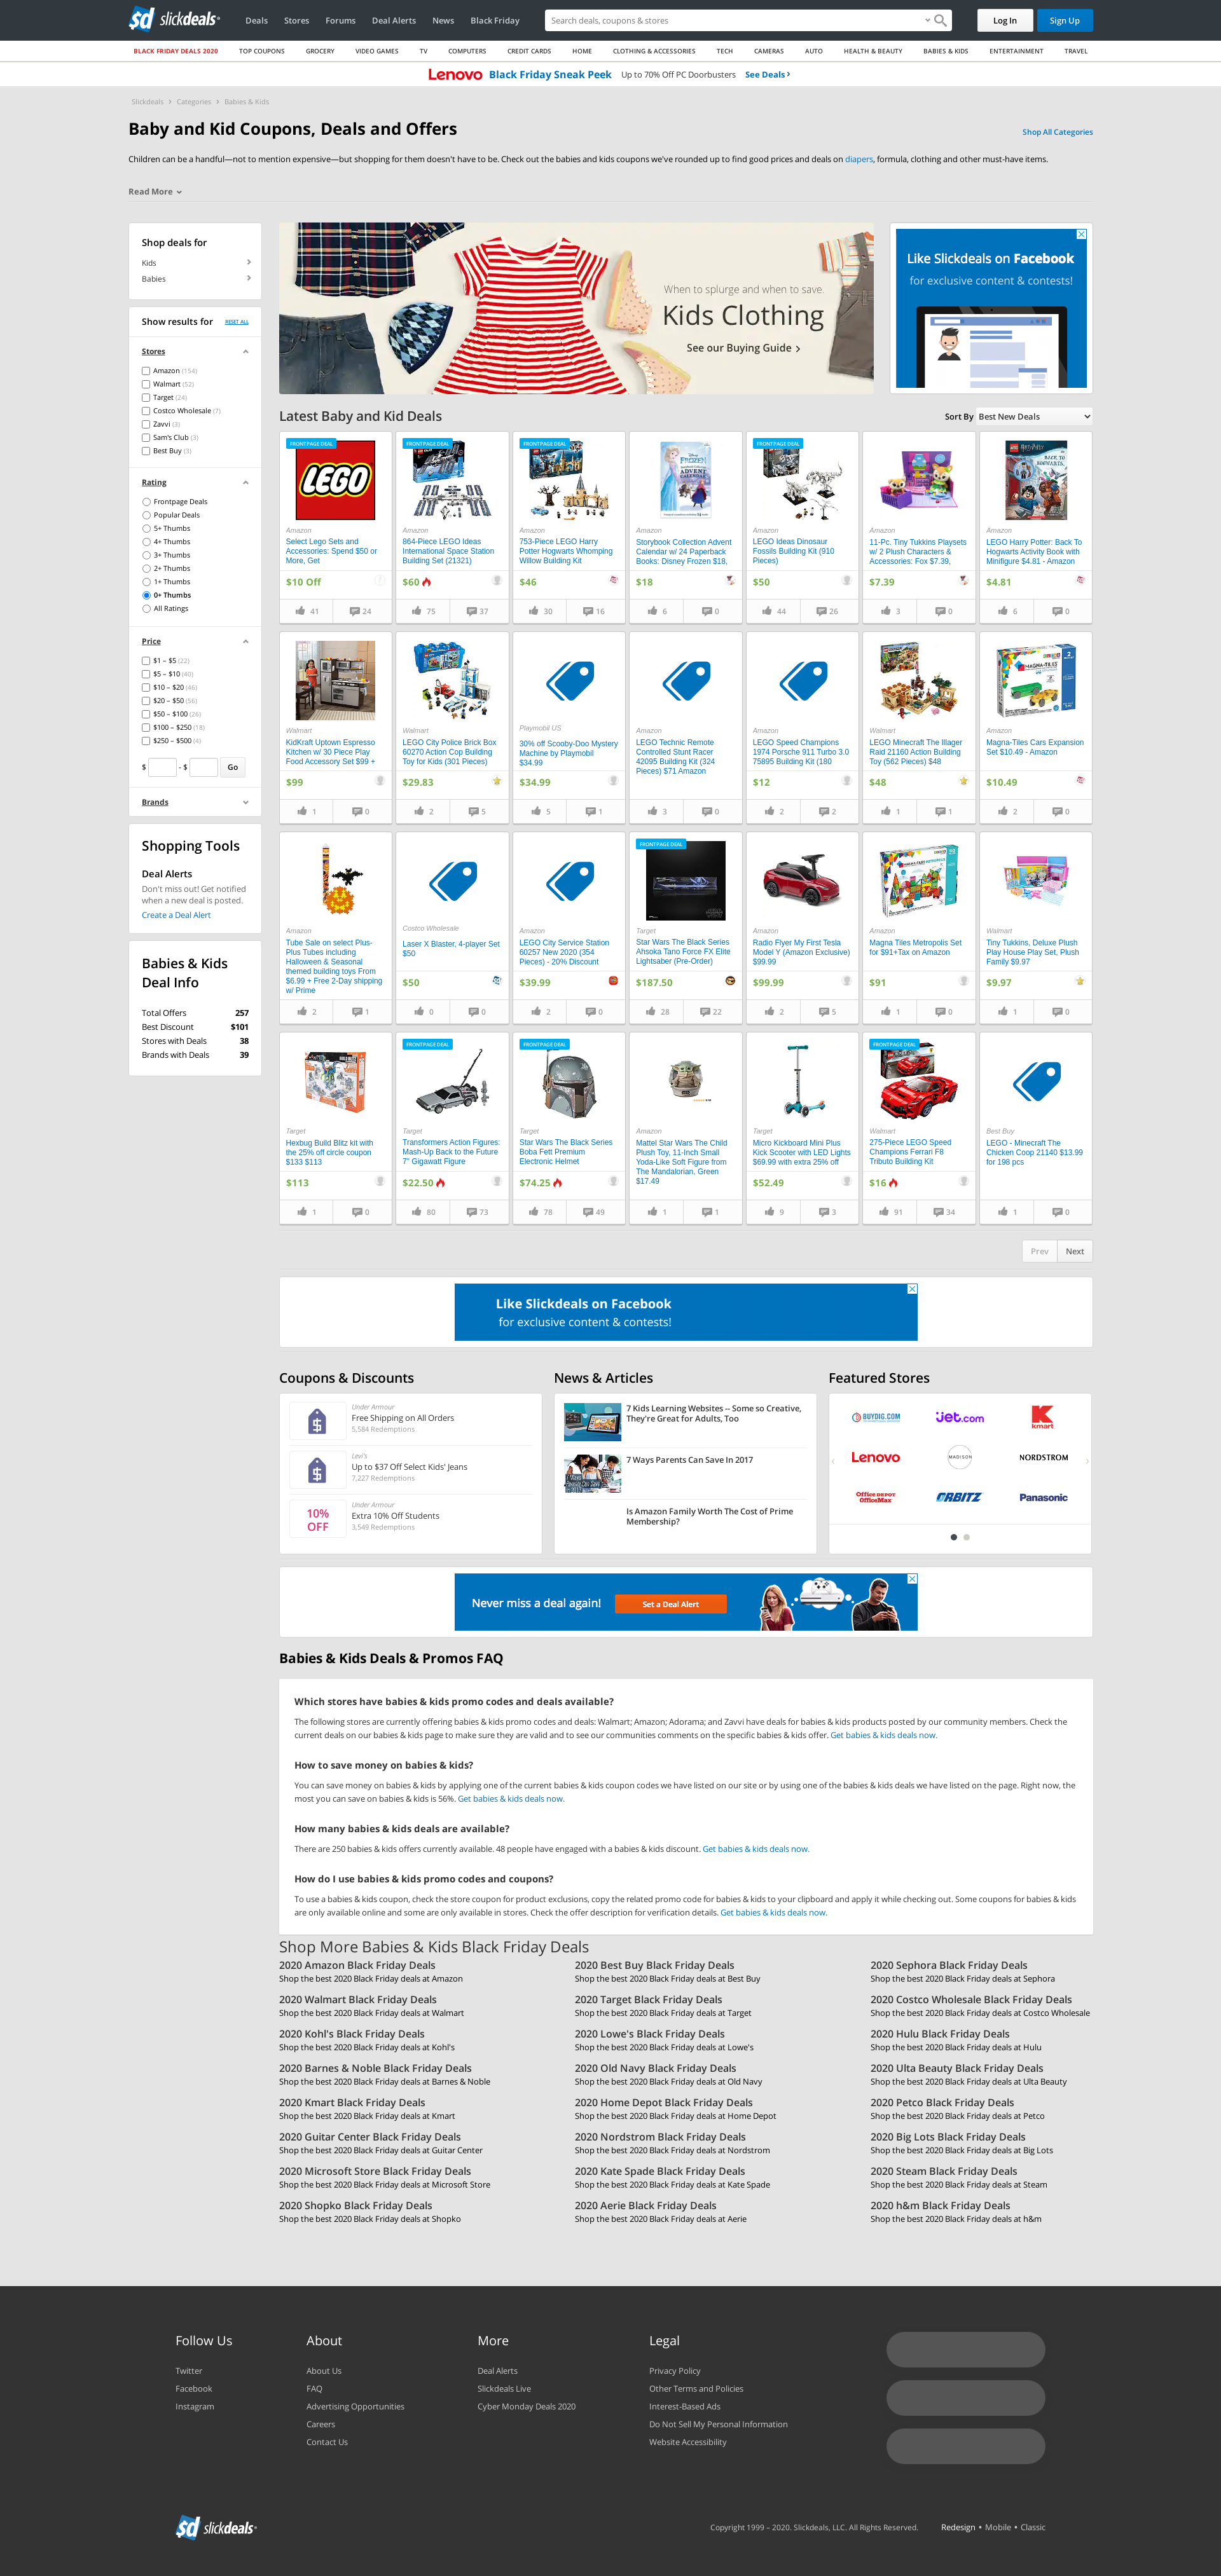 sd slickdeals
Deals Stores Forums Deal Alerts News Black Friday
Search deals, coupons & stores
Log In Sign Up
BLACK FRIDAY DEALS 2020 TOP COUPONS GROCERY VIDEO GAMES TV COMPUTERS CREDIT CARDS HOME CLOTHING & ACCESSORIES TECH CAMERAS AUTO HEALTH & BEAUTY BABIES & KIDS ENTERTAINMENT TRAVEL
Lenovo Black Friday Sneak Peek Up to 70% Off PC Doorbusters See Deals
Slickdeals Categories Babies & Kids
Baby and Kid Coupons, Deals and Offers
Shop All Categories
Children can be a handful—not to mention expensive—but shopping for them doesn't have to be. Check out the babies and kids coupons we've rounded up to find good prices and deals on diapers, formula, clothing and other must-have items.
Read More
Shop deals for
Kids
Babies
Show results for RESET ALL
Stores
Amazon (154)
Walmart (52)
Target (24)
Costco Wholesale (7)
Zavvi (3)
Sam's Club (3)
Best Buy (3)
Rating
Frontpage Deals
Popular Deals
5+ Thumbs
4+ Thumbs
3+ Thumbs
2+ Thumbs
1+ Thumbs
0+ Thumbs
All Ratings
Price
$1 – $5 (22)
$5 – $10 (40)
$10 – $20 (46)
$20 – $50 (56)
$50 – $100 (26)
$100 – $250 (18)
$250 – $500 (4)
$ - $ Go
Brands
Shopping Tools
Deal Alerts
Don't miss out! Get notified
when a new deal is posted.
Create a Deal Alert
Babies & Kids
Deal Info
Total Offers 257
Best Discount $101
Stores with Deals 38
Brands with Deals 39
When to splurge and when to save.
Kids Clothing
See our Buying Guide
Like Slickdeals on Facebook
for exclusive content & contests!
Latest Baby and Kid Deals
Sort By Best New Deals
FRONTPAGE DEAL
LEGO
Amazon
Select Lego Sets and
Accessories: Spend $50 or
More, Get
$10 Off
41 24
FRONTPAGE DEAL
Amazon
864-Piece LEGO Ideas
International Space Station
Building Set (21321)
$60
75 37
FRONTPAGE DEAL
Amazon
753-Piece LEGO Harry
Potter Hogwarts Whomping
Willow Building Kit
$46
30 16
FROZEN
ADVENT
CALENDAR
Amazon
Storybook Collection Advent
Calendar w/ 24 Paperback
Books: Disney Frozen $18,
$18
6 0
FRONTPAGE DEAL
Amazon
LEGO Ideas Dinosaur
Fossils Building Kit (910
Pieces)
$50
44 26
Amazon
11-Pc. Tiny Tukkins Playsets
w/ 2 Plush Characters &
Accessories: Fox $7.39,
$7.39
3 0
BACK TO
HOGWARTS
Amazon
LEGO Harry Potter: Back To
Hogwarts Activity Book with
Minifigure $4.81 - Amazon
$4.81
6 0
Walmart
KidKraft Uptown Espresso
Kitchen w/ 30 Piece Play
Food Accessory Set $99 +
$99
1 0
Walmart
LEGO City Police Brick Box
60270 Action Cop Building
Toy for Kids (301 Pieces)
$29.83
2 5
Playmobil US
30% off Scooby-Doo Mystery
Machine by Playmobil
$34.99
$34.99
5 1
Amazon
LEGO Technic Remote
Controlled Stunt Racer
42095 Building Kit (324
Pieces) $71 Amazon
3 0
Amazon
LEGO Speed Champions
1974 Porsche 911 Turbo 3.0
75895 Building Kit (180
$12
2 2
Walmart
LEGO Minecraft The Illager
Raid 21160 Action Building
Toy (562 Pieces) $48
$48
1 1
MAGNA-TILES
Amazon
Magna-Tiles Cars Expansion
Set $10.49 - Amazon
$10.49
2 0
Amazon
Tube Sale on select Plus-
Plus Tubes including
Halloween & Seasonal
themed building toys From
$6.99 + Free 2-Day shipping
w/ Prime
2 1
Costco Wholesale
Laser X Blaster, 4-player Set
$50
$50
0 0
Amazon
LEGO City Service Station
60257 New 2020 (354
Pieces) - 20% Discount
$39.99
2 0
FRONTPAGE DEAL
Target
Star Wars The Black Series
Ahsoka Tano Force FX Elite
Lightsaber (Pre-Order)
$187.50
28 22
Amazon
Radio Flyer My First Tesla
Model Y (Amazon Exclusive)
$99.99
$99.99
2 5
Amazon
Magna Tiles Metropolis Set
for $91+Tax on Amazon
$91
1 0
Walmart
Tiny Tukkins, Deluxe Plush
Play House Play Set, Plush
Family $9.97
$9.97
1 0
Target
Hexbug Build Blitz kit with
the 25% off circle coupon
$133 $113
$113
1 0
FRONTPAGE DEAL
Target
Transformers Action Figures:
Mash-Up Back to the Future
7" Gigawatt Figure
$22.50
80 73
FRONTPAGE DEAL
Target
Star Wars The Black Series
Boba Fett Premium
Electronic Helmet
$74.25
78 49
Amazon
Mattel Star Wars The Child
Plush Toy, 11-Inch Small
Yoda-Like Soft Figure from
The Mandalorian, Green
$17.49
1 1
Target
Micro Kickboard Mini Plus
Kick Scooter with LED Lights
$69.99 with extra 25% off
$52.49
9 3
FRONTPAGE DEAL
Walmart
275-Piece LEGO Speed
Champions Ferrari F8
Tributo Building Kit
$16
91 34
Best Buy
LEGO - Minecraft The
Chicken Coop 21140 $13.99
for 198 pcs
1 0
Prev Next
Like Slickdeals on Facebook
for exclusive content & contests!
Coupons & Discounts
Under Armour
Free Shipping on All Orders
5,584 Redemptions
Levi's
Up to $37 Off Select Kids' Jeans
7,227 Redemptions
10%
OFF
Under Armour
Extra 10% Off Students
3,549 Redemptions
News & Articles
7 Kids Learning Websites -- Some so Creative,
They're Great for Adults, Too
7 Ways Parents Can Save In 2017
Is Amazon Family Worth The Cost of Prime
Membership?
Featured Stores
BUYDIG.COM jet.com kmart
Lenovo MADISON NORDSTROM
Office DEPOT OfficeMax ORBITZ Panasonic
Never miss a deal again! Set a Deal Alert
Babies & Kids Deals & Promos FAQ
Which stores have babies & kids promo codes and deals available?
The following stores are currently offering babies & kids promo codes and deals: Walmart; Amazon; Adorama; and Zavvi have deals for babies & kids products posted by our community members. Check the
current deals on our babies & kids page to make sure they are valid and to see our communities comments on the specific babies & kids offer. Get babies & kids deals now.
How to save money on babies & kids?
You can save money on babies & kids by applying one of the current babies & kids coupon codes we have listed on our site or by using one of the babies & kids deals we have listed on the page. Right now, the
most you can save on babies & kids is 56%. Get babies & kids deals now.
How many babies & kids deals are available?
There are 250 babies & kids offers currently available. 48 people have engaged with a babies & kids discount. Get babies & kids deals now.
How do I use babies & kids promo codes and coupons?
To use a babies & kids coupon, check the store coupon for product exclusions, copy the related promo code for babies & kids to your clipboard and apply it while checking out. Some coupons for babies & kids
are only available online and some are only available in stores. Check the offer description for verification details. Get babies & kids deals now.
Shop More Babies & Kids Black Friday Deals
2020 Amazon Black Friday Deals 2020 Best Buy Black Friday Deals 2020 Sephora Black Friday Deals
Shop the best 2020 Black Friday deals at Amazon Shop the best 2020 Black Friday deals at Best Buy Shop the best 2020 Black Friday deals at Sephora
2020 Walmart Black Friday Deals 2020 Target Black Friday Deals 2020 Costco Wholesale Black Friday Deals
Shop the best 2020 Black Friday deals at Walmart Shop the best 2020 Black Friday deals at Target Shop the best 2020 Black Friday deals at Costco Wholesale
2020 Kohl's Black Friday Deals 2020 Lowe's Black Friday Deals 2020 Hulu Black Friday Deals
Shop the best 2020 Black Friday deals at Kohl's Shop the best 2020 Black Friday deals at Lowe's Shop the best 2020 Black Friday deals at Hulu
2020 Barnes & Noble Black Friday Deals 2020 Old Navy Black Friday Deals 2020 Ulta Beauty Black Friday Deals
Shop the best 2020 Black Friday deals at Barnes & Noble Shop the best 2020 Black Friday deals at Old Navy Shop the best 2020 Black Friday deals at Ulta Beauty
2020 Kmart Black Friday Deals 2020 Home Depot Black Friday Deals 2020 Petco Black Friday Deals
Shop the best 2020 Black Friday deals at Kmart Shop the best 2020 Black Friday deals at Home Depot Shop the best 2020 Black Friday deals at Petco
2020 Guitar Center Black Friday Deals 2020 Nordstrom Black Friday Deals 2020 Big Lots Black Friday Deals
Shop the best 2020 Black Friday deals at Guitar Center Shop the best 2020 Black Friday deals at Nordstrom Shop the best 2020 Black Friday deals at Big Lots
2020 Microsoft Store Black Friday Deals 2020 Kate Spade Black Friday Deals 2020 Steam Black Friday Deals
Shop the best 2020 Black Friday deals at Microsoft Store Shop the best 2020 Black Friday deals at Kate Spade Shop the best 2020 Black Friday deals at Steam
2020 Shopko Black Friday Deals 2020 Aerie Black Friday Deals 2020 h&m Black Friday Deals
Shop the best 2020 Black Friday deals at Shopko Shop the best 2020 Black Friday deals at Aerie Shop the best 2020 Black Friday deals at h&m
Follow Us
Twitter
Facebook
Instagram
About
About Us
FAQ
Advertising Opportunities
Careers
Contact Us
More
Deal Alerts
Slickdeals Live
Cyber Monday Deals 2020
Legal
Privacy Policy
Other Terms and Policies
Interest-Based Ads
Do Not Sell My Personal Information
Website Accessibility
sd slickdeals
Copyright 1999 – 2020. Slickdeals, LLC. All Rights Reserved. Redesign • Mobile • Classic